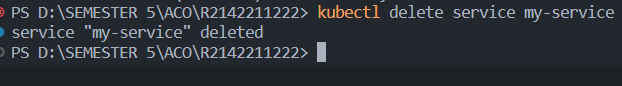 PS D:\SEMESTER 5\ACO\R2142211222> kubectl delete service my-service
service "my-service" deleted
PS D:\SEMESTER 5\ACO\R2142211222>